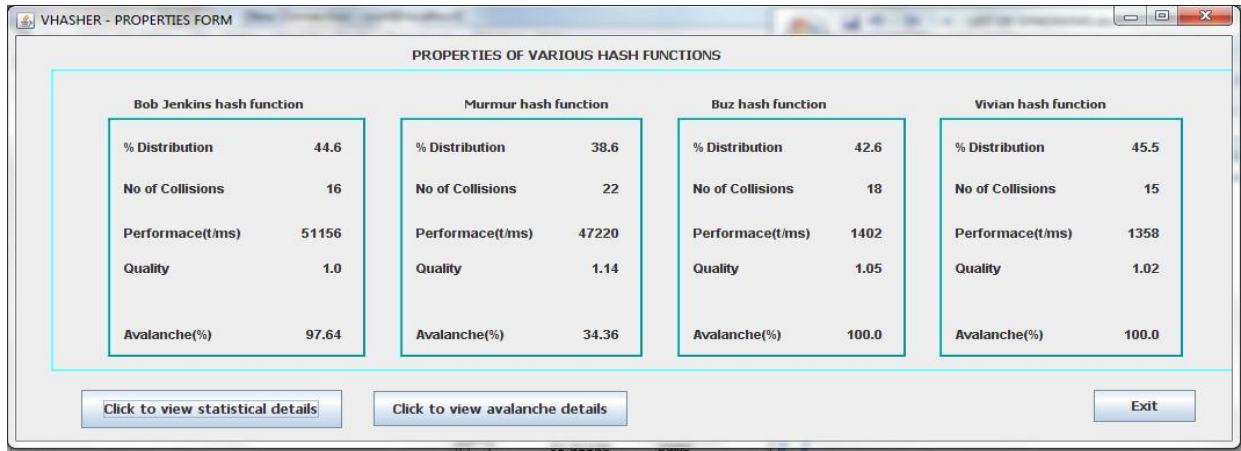 VHASHER - PROPERTIES FORM
PROPERTIES OF VARIOUS HASH FUNCTIONS
Bob Jenkins hash function
% Distribution 44.6
No of Collisions 16
Performace(t/ms) 51156
Quality 1.0
Avalanche(%) 97.64
Murmur hash function
% Distribution 38.6
No of Collisions 22
Performace(t/ms) 47220
Quality 1.14
Avalanche(%) 34.36
Buz hash function
% Distribution 42.6
No of Collisions 18
Performace(t/ms) 1402
Quality 1.05
Avalanche(%) 100.0
Vivian hash function
% Distribution 45.5
No of Collisions 15
Performace(t/ms) 1358
Quality 1.02
Avalanche(%) 100.0
Click to view statistical details
Click to view avalanche details
Exit